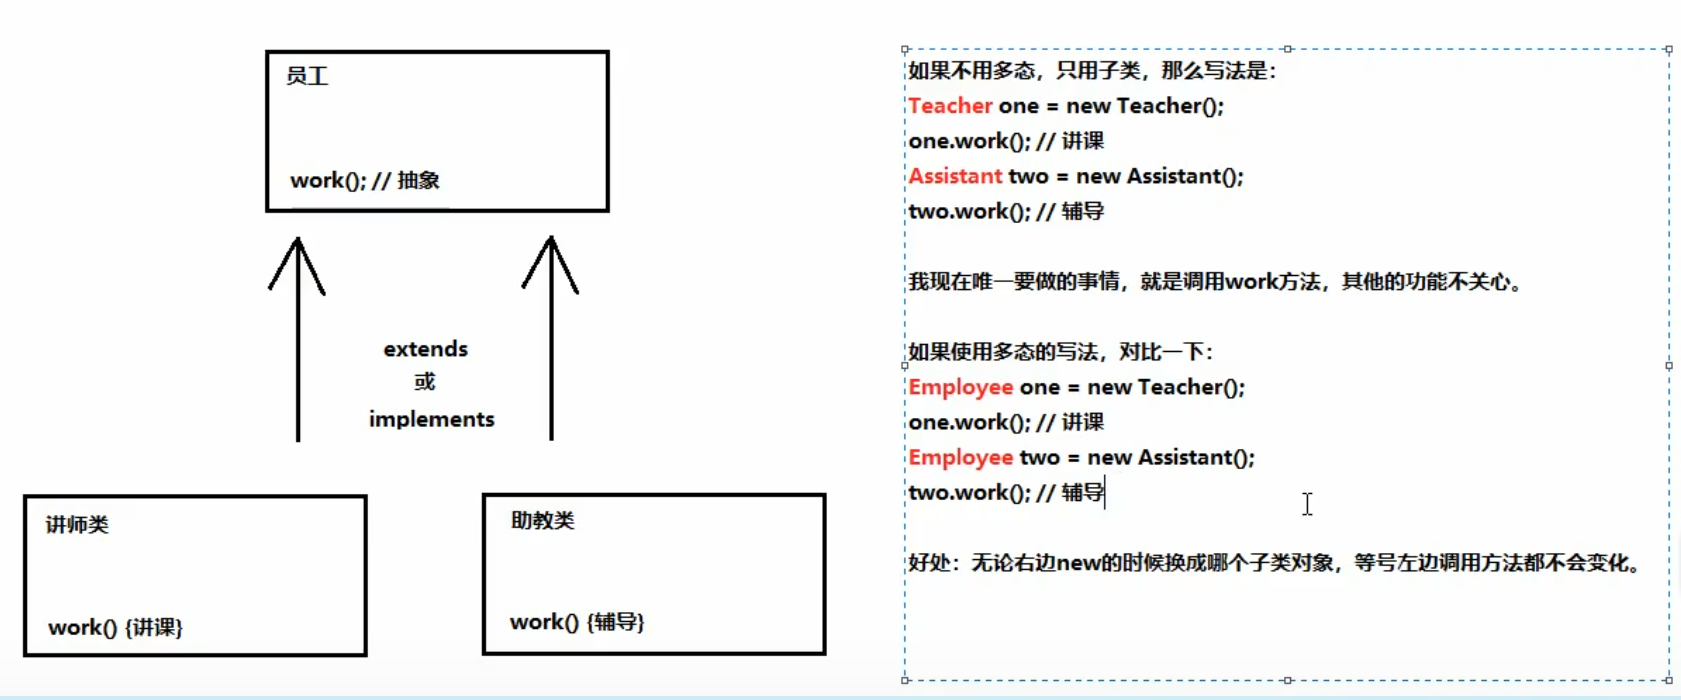 员工
work(); // 抽象
extends
或
implements
讲师类
work() {讲课}
助教类
work() {辅导}
如果不用多态，只用子类，那么写法是：
Teacher one = new Teacher();
one.work(); // 讲课
Assistant two = new Assistant();
two.work(); // 辅导
我现在唯一要做的事情，就是调用work方法，其他的功能不关心。
如果使用多态的写法，对比一下：
Employee one = new Teacher();
one.work(); // 讲课
Employee two = new Assistant();
two.work(); // 辅导
好处：无论右边new的时候换成哪个子类对象，等号左边调用方法都不会变化。